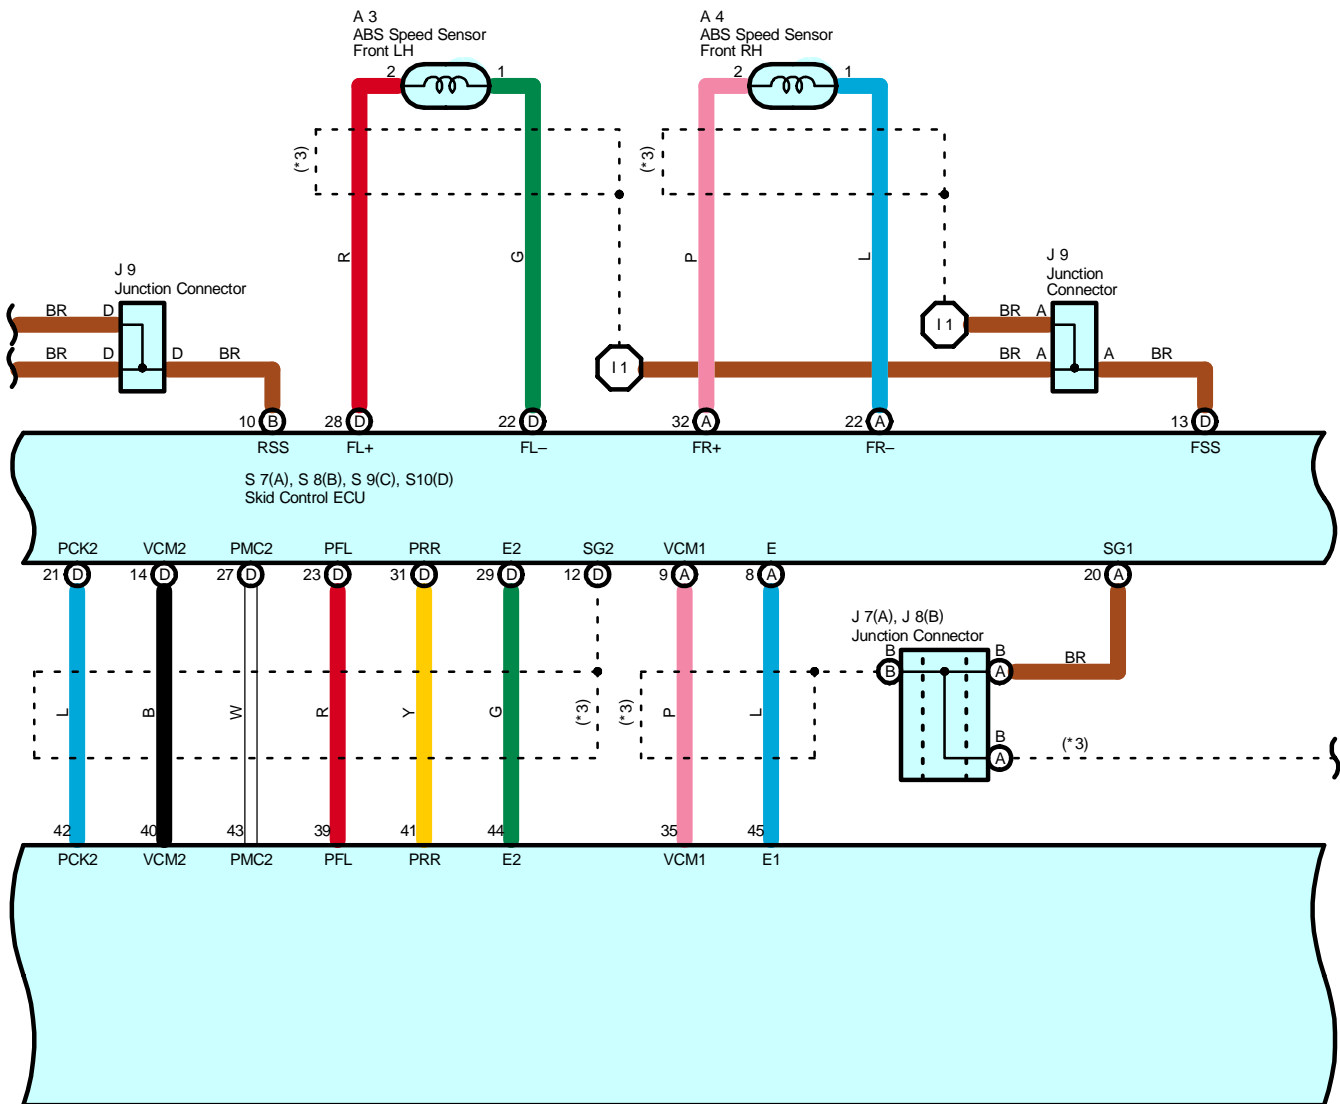 A 3
ABS Speed Sensor
Front LH
A 4
ABS Speed Sensor
Front RH
2 1 2 1
(*3) (*3)
R G P L
J 9
Junction Connector
J 9
Junction
Connector
BR D
BR D D BR
I 1
I 1
BR A
BR A A BR
10 B 28 D 22 D 32 A 22 A 13 D
RSS FL+ FL– FR+ FR– FSS
S 7(A), S 8(B), S 9(C), S10(D)
Skid Control ECU
PCK2 VCM2 PMC2 PFL PRR E2 SG2 VCM1 E SG1
21 D 14 D 27 D 23 D 31 D 29 D 12 D 9 A 8 A 20 A
J 7(A), J 8(B)
Junction Connector
B B
B A BR
L B W R Y G (*3) (*3) P L
B
A (*3)
42 40 43 39 41 44 35 45
PCK2 VCM2 PMC2 PFL PRR E2 VCM1 E1